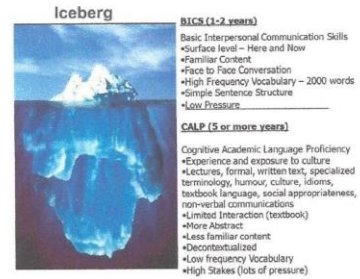 Iceberg
BICS (1-2 years)
Basic Interpersonal Communication Skills
•Surface level – Here and Now
•Familiar Content
•Face to Face Conversation
•High Frequency Vocabulary – 2000 words
•Simple Sentence Structure
•Low Pressure
CALP (5 or more years)
Cognitive Academic Language Proficiency
•Experience and exposure to culture
•Lectures, formal, written text, specialized
terminology, humour, culture, idioms,
textbook language, social appropriateness,
non-verbal communications
•Limited Interaction (textbook)
•More Abstract
•Less familiar content
•Decontextualized
•Low frequency Vocabulary
•High Stakes (lots of pressure)